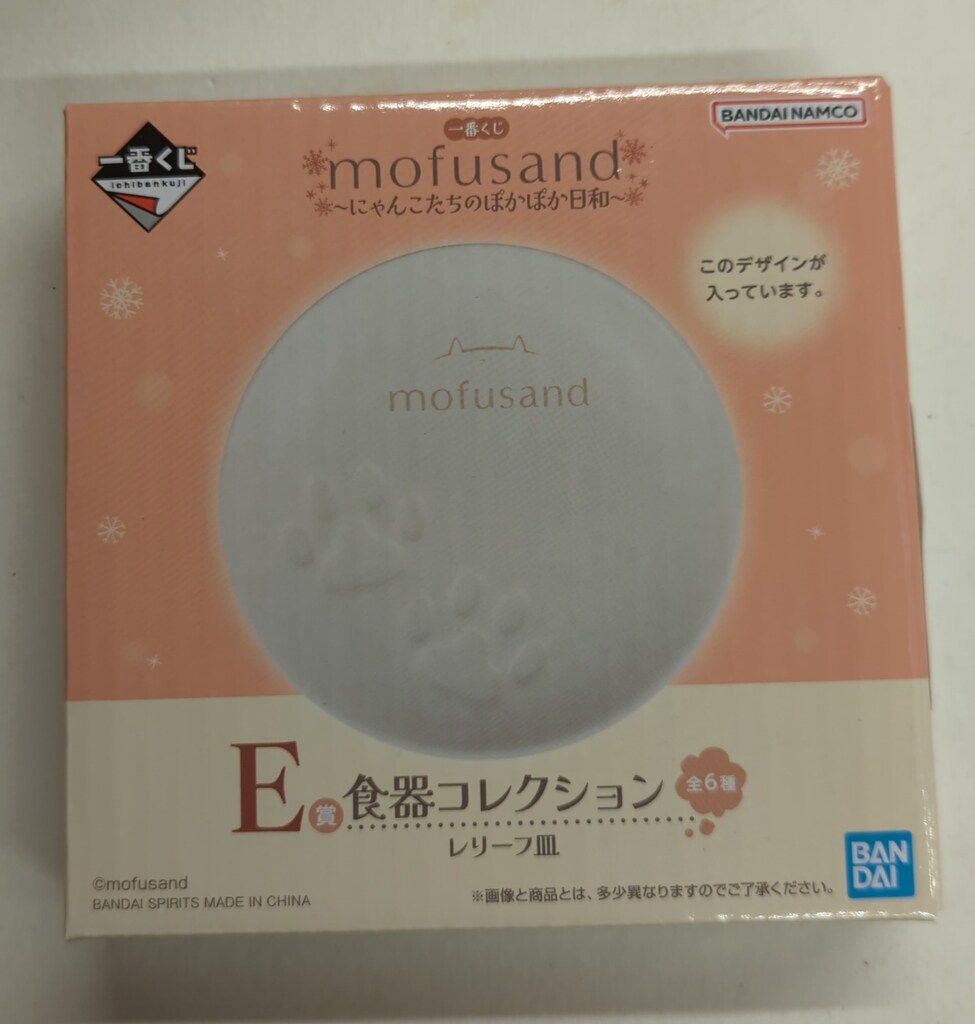 一番くじ
ichibankuji
一番くじ
mofusand
～にゃんこたちのぽかぽか日和～
BANDAI NAMCO
このデザインが
入っています。
mofusand
E賞 食器コレクション 全6種
レリーフ皿
©mofusand
BANDAI SPIRITS MADE IN CHINA
※画像と商品とは、多少異なりますのでご了承ください。
BAN
DAI